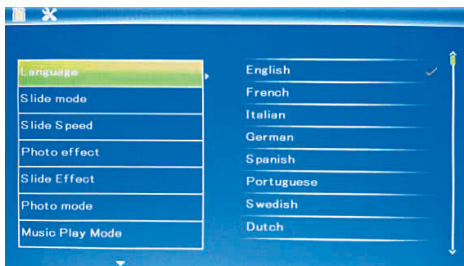 Language
Slide mode
Slide Speed
Photo effect
Slide Effect
Photo mode
Music Play Mode
English
French
Italian
German
Spanish
Portuguese
Swedish
Dutch